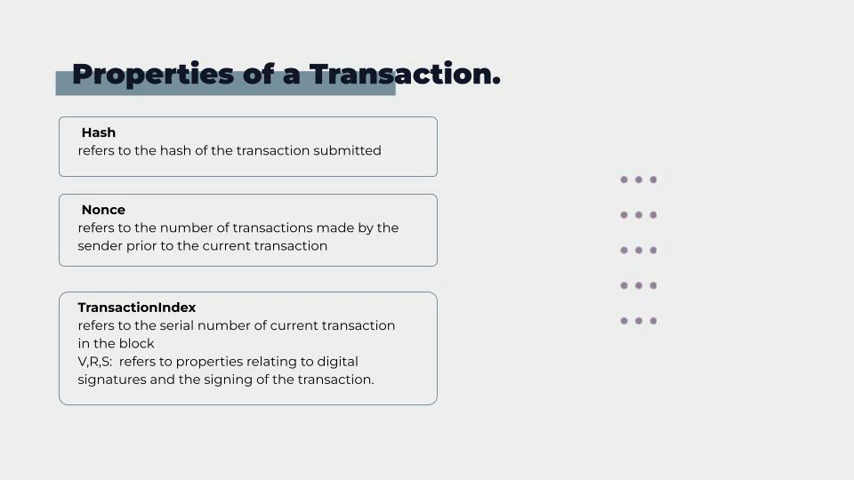 Properties of a Transaction.
Hash
refers to the hash of the transaction submitted
Nonce
refers to the number of transactions made by the
sender prior to the current transaction
TransactionIndex
refers to the serial number of current transaction
in the block
V,R,S:  refers to properties relating to digital
signatures and the signing of the transaction.